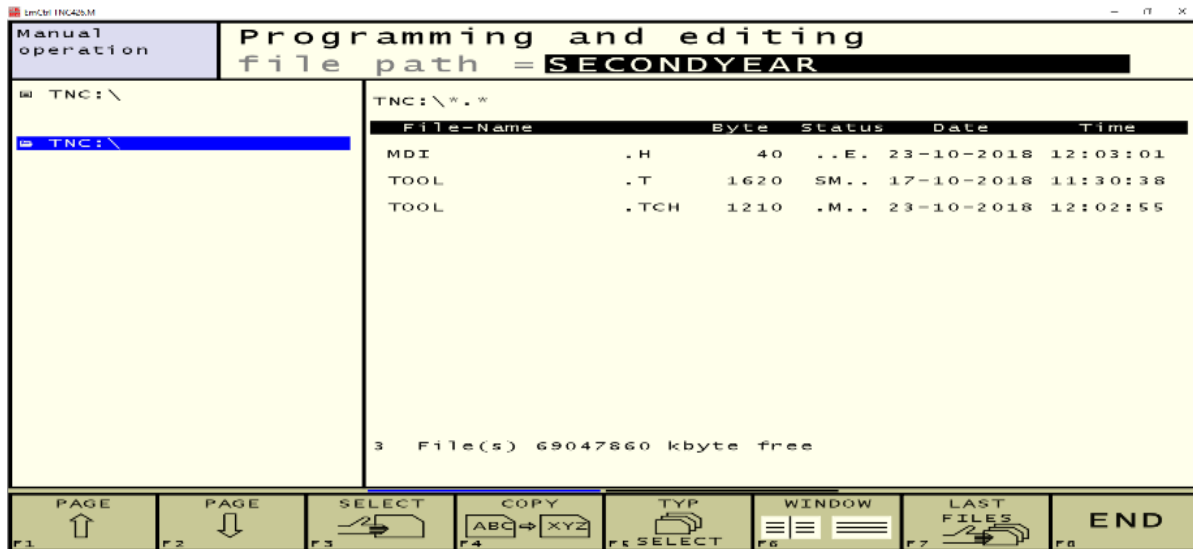 EmCtrl TNC426.M
Manual operation
Programming and editing
file path =SECONDYEAR
TNC:\
TNC:\
TNC:\*.*
File-Name Byte Status Date Time
MDI .H 40 ..E. 23-10-2018 12:03:01
TOOL .T 1620 SM.. 17-10-2018 11:30:38
TOOL .TCH 1210 .M.. 23-10-2018 12:02:55
3 File(s) 69047860 kbyte free
PAGE F1
PAGE F2
SELECT F3
COPY ABC XYZ F4
TYP SELECT F5
WINDOW F6
LAST FILES F7
END F8